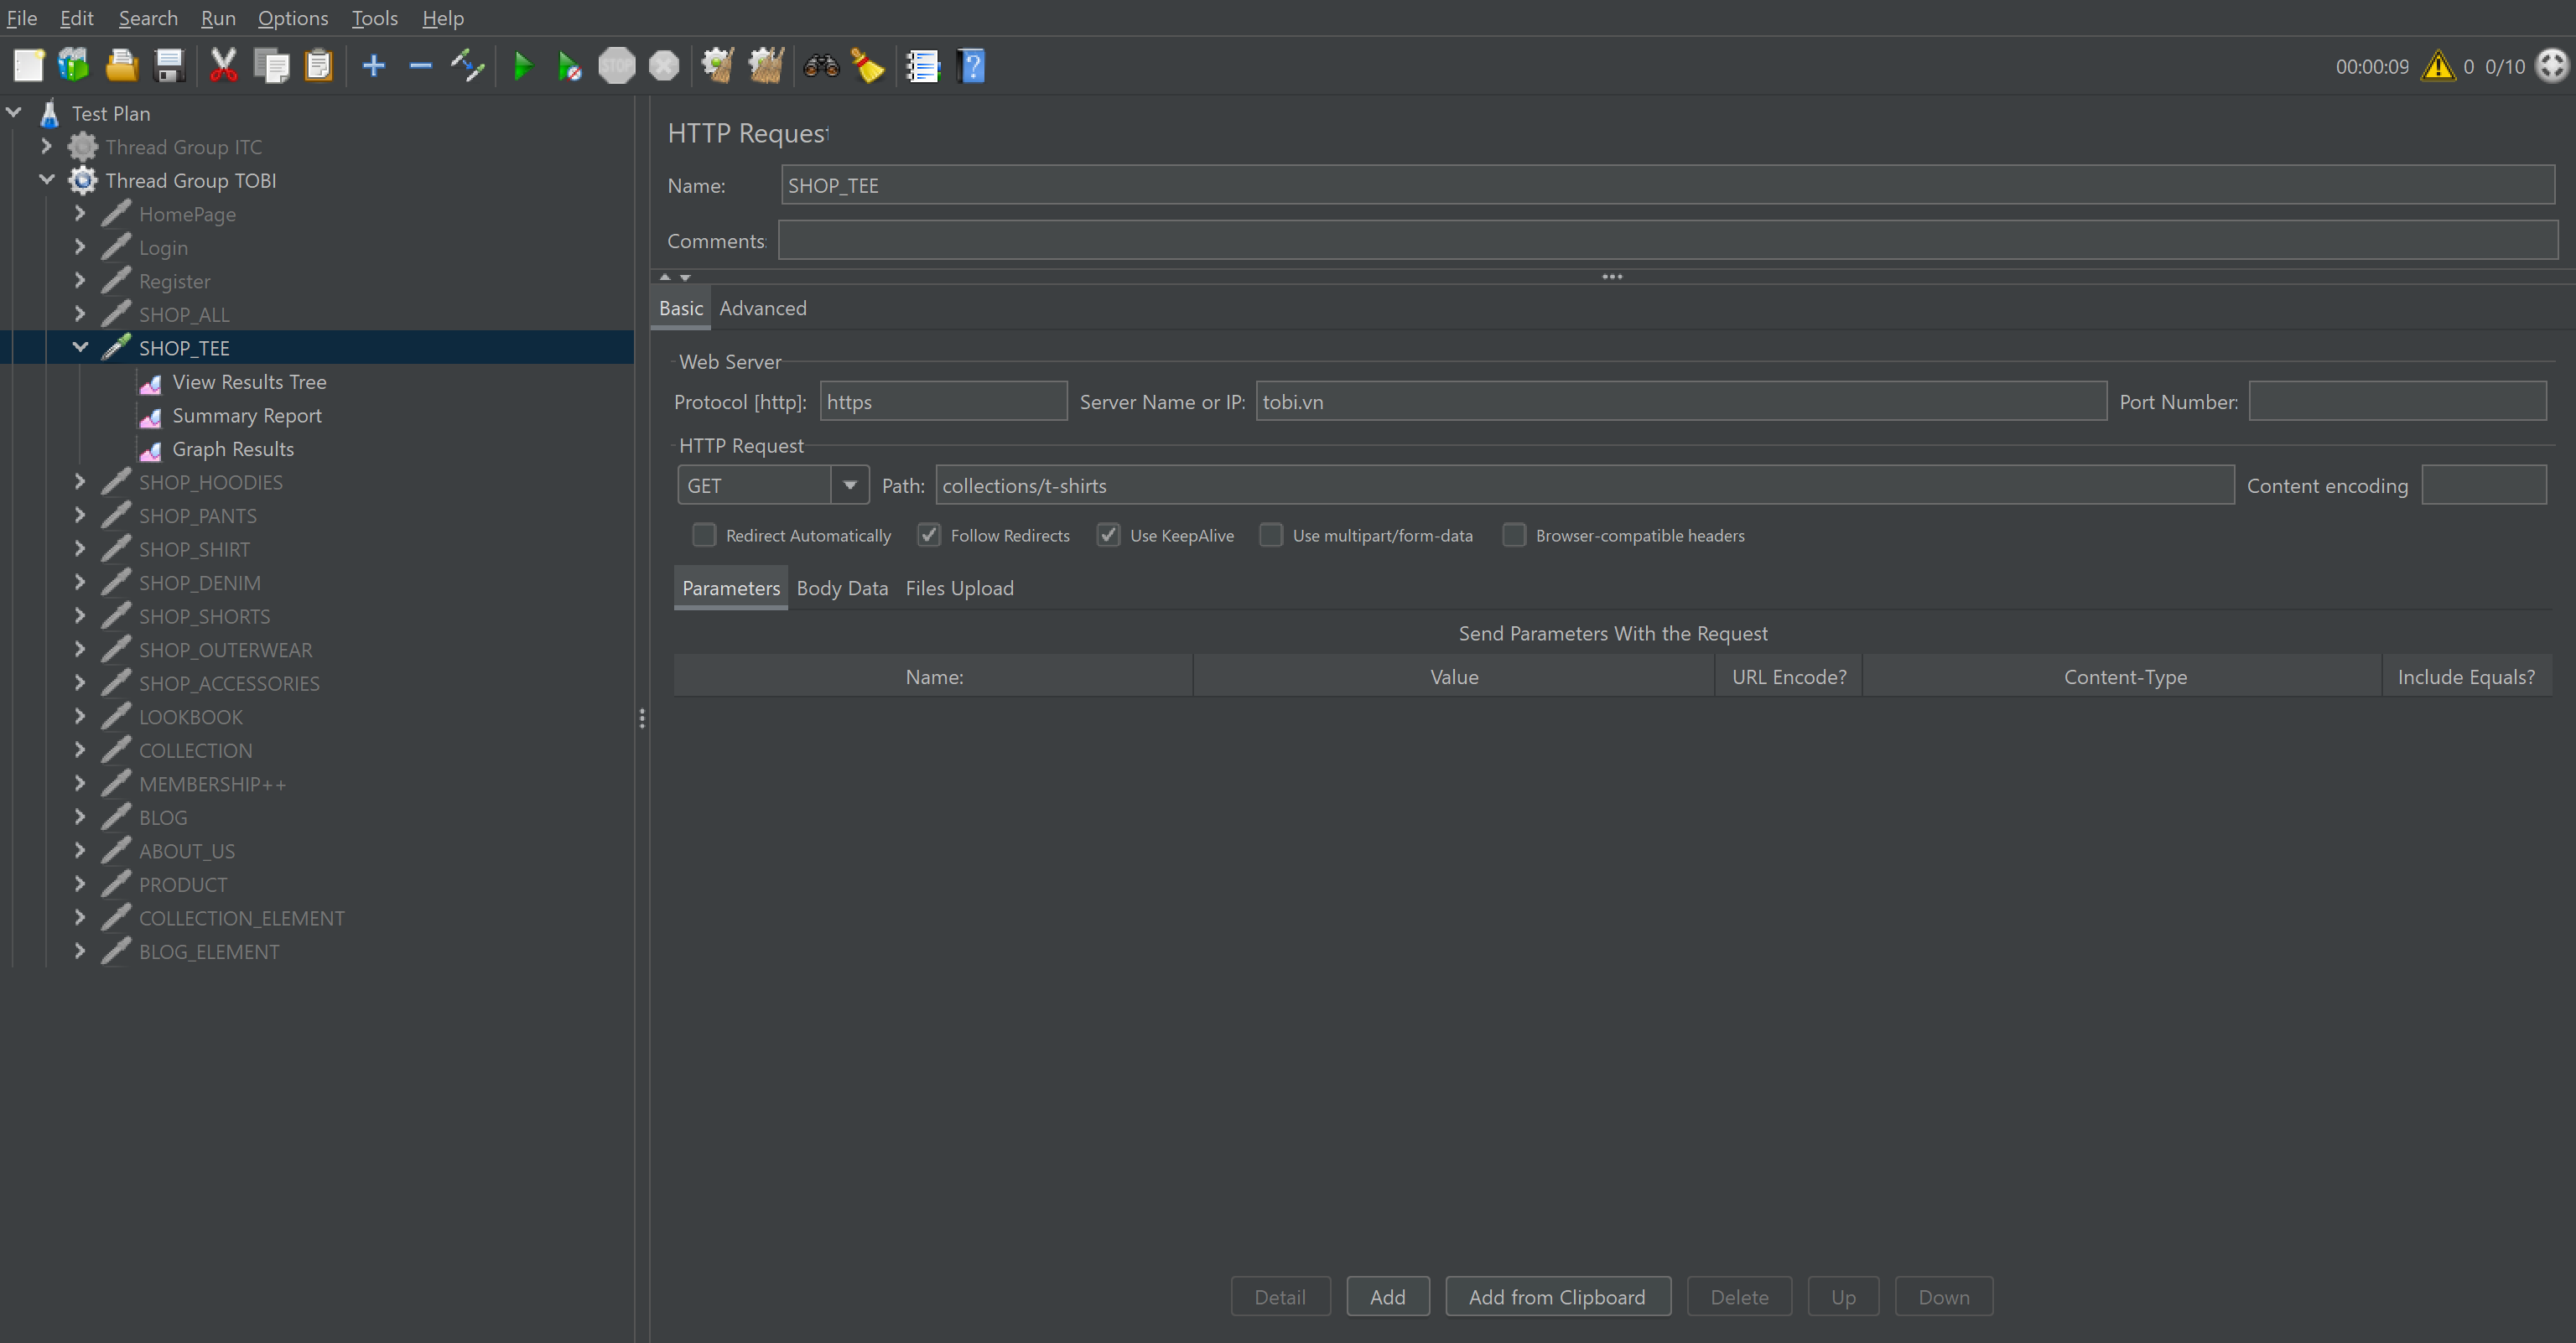 File Edit Search Run Options Tools Help
STOP
?
00:00:09 0 0/10
Test Plan
Thread Group ITC
Thread Group TOBI
HomePage
Login
Register
SHOP_ALL
SHOP_TEE
View Results Tree
Summary Report
Graph Results
SHOP_HOODIES
SHOP_PANTS
SHOP_SHIRT
SHOP_DENIM
SHOP_SHORTS
SHOP_OUTERWEAR
SHOP_ACCESSORIES
LOOKBOOK
COLLECTION
MEMBERSHIP++
BLOG
ABOUT_US
PRODUCT
COLLECTION_ELEMENT
BLOG_ELEMENT
HTTP Request
Name: SHOP_TEE
Comments:
Basic Advanced
Web Server
Protocol [http]: https Server Name or IP: tobi.vn Port Number:
HTTP Request
GET Path: collections/t-shirts Content encoding
Redirect Automatically Follow Redirects Use KeepAlive Use multipart/form-data Browser-compatible headers
Parameters Body Data Files Upload
Send Parameters With the Request
Name: Value URL Encode? Content-Type Include Equals?
Detail Add Add from Clipboard Delete Up Down